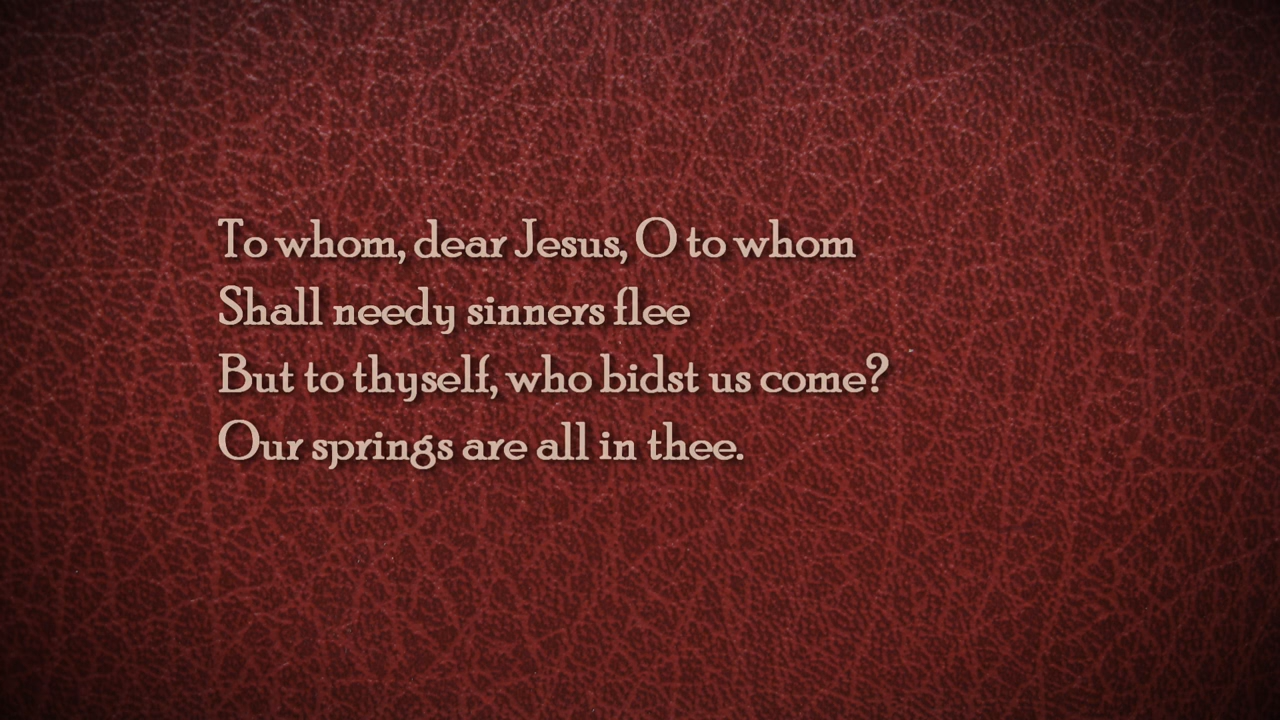 To whom, dear Jesus, O to whom
Shall needy sinners flee
But to thyself, who bidst us come?
Our springs are all in thee.